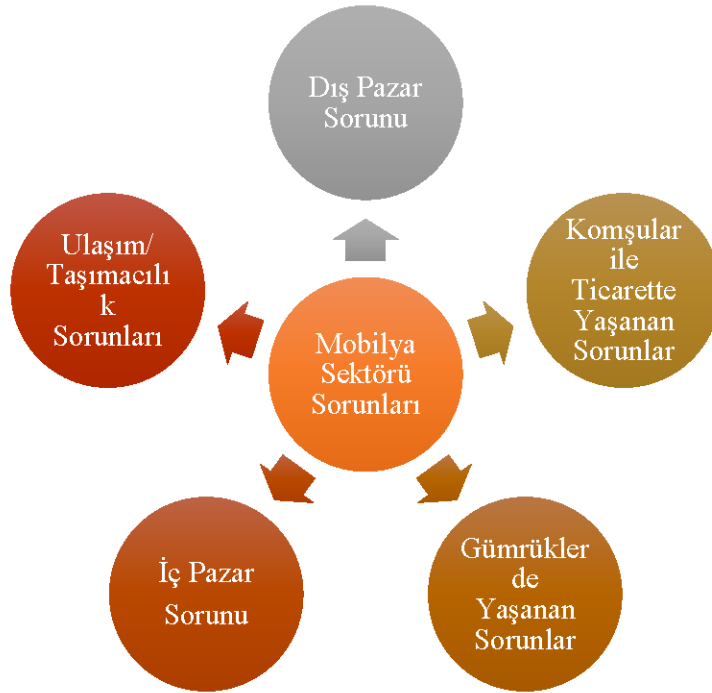 Dış Pazar
Sorunu
Komşular
ile
Ticarette
Yaşanan
Sorunlar
Gümrükler
de
Yaşanan
Sorunlar
İç Pazar
Sorunu
Ulaşım/
Taşımacılı
k
Sorunları
Mobilya
Sektörü
Sorunları